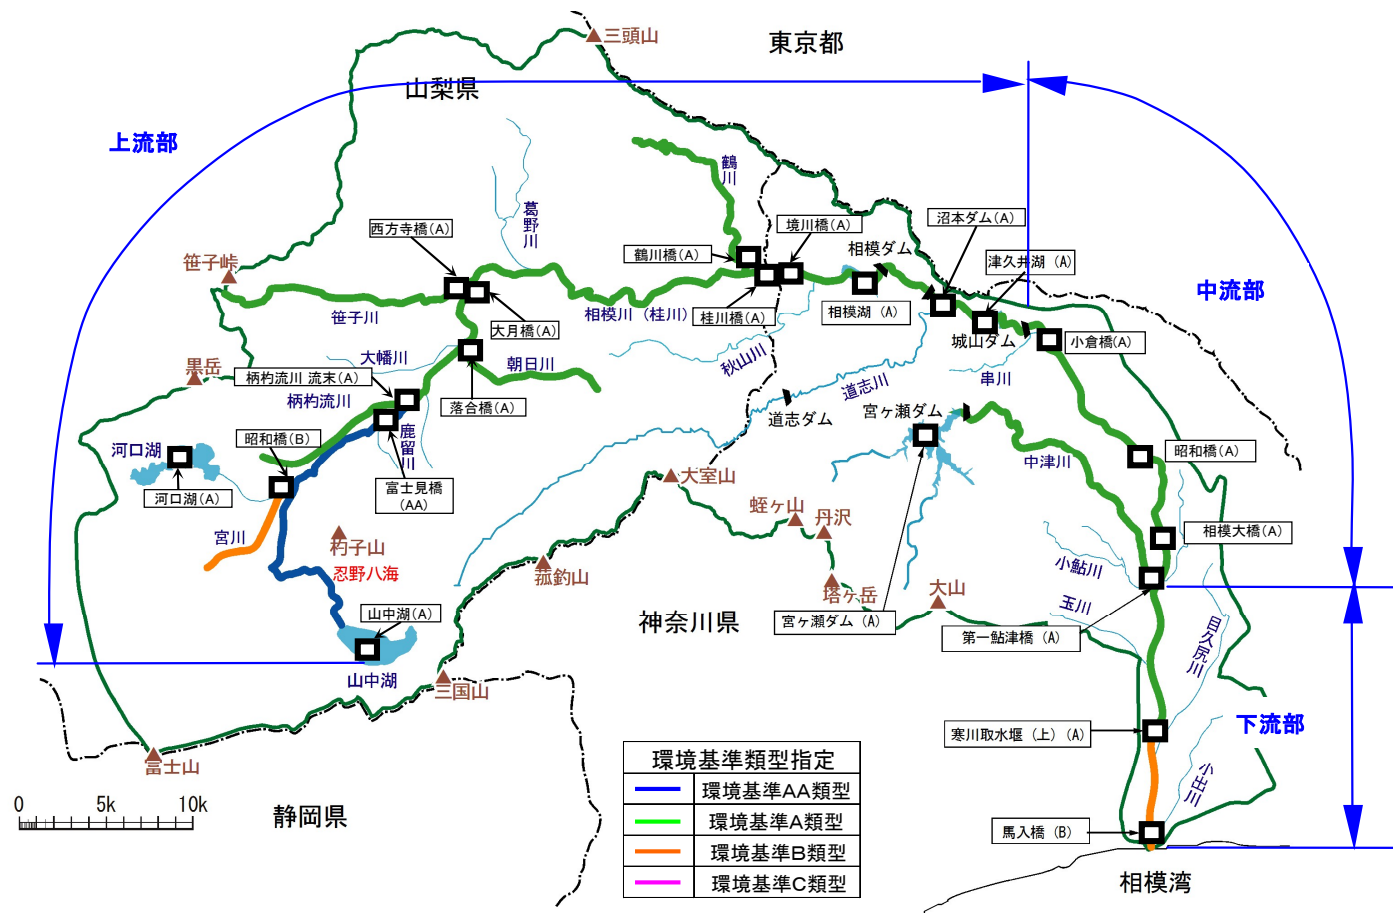 三頭山
東京都
山梨県
上流部
鶴川
葛野川
西方寺橋(A)
境川橋(A)
沼本ダム(A)
鶴川橋(A)
相模ダム
津久井湖 (A)
笹子峠
中流部
笹子川
大月橋(A)
相模川(桂川)
桂川橋(A)
相模湖 (A)
城山ダム
小倉橋(A)
大幡川
朝日川
秋山川
串川
黒岳
柄杓流川 流末(A)
柄杓流川
落合橋(A)
道志川
道志ダム
宮ヶ瀬ダム
昭和橋(B)
鹿留川
河口湖
河口湖(A)
富士見橋
(AA)
大室山
中津川
昭和橋(A)
蛭ヶ山
丹沢
宮川
杓子山
忍野八海
相模大橋(A)
菰釣山
小鮎川
塔ヶ岳
大山
玉川
山中湖(A)
神奈川県
宮ヶ瀬ダム (A)
第一鮎津橋 (A)
目久尻川
山中湖
三国山
寒川取水堰 (上) (A)
下流部
富士山
小出川
環境基準類型指定
環境基準AA類型
環境基準A類型
環境基準B類型
環境基準C類型
0 5k 10k
静岡県
馬入橋 (B)
相模湾